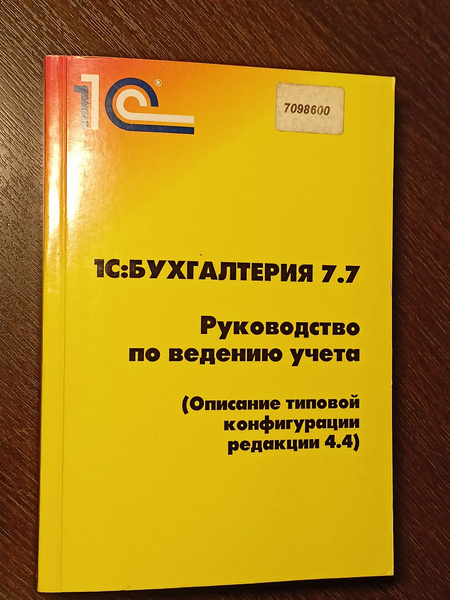 1С®
7098600
1С:БУХГАЛТЕРИЯ 7.7
Руководство
по ведению учета
(Описание типовой
конфигурации
редакции 4.4)